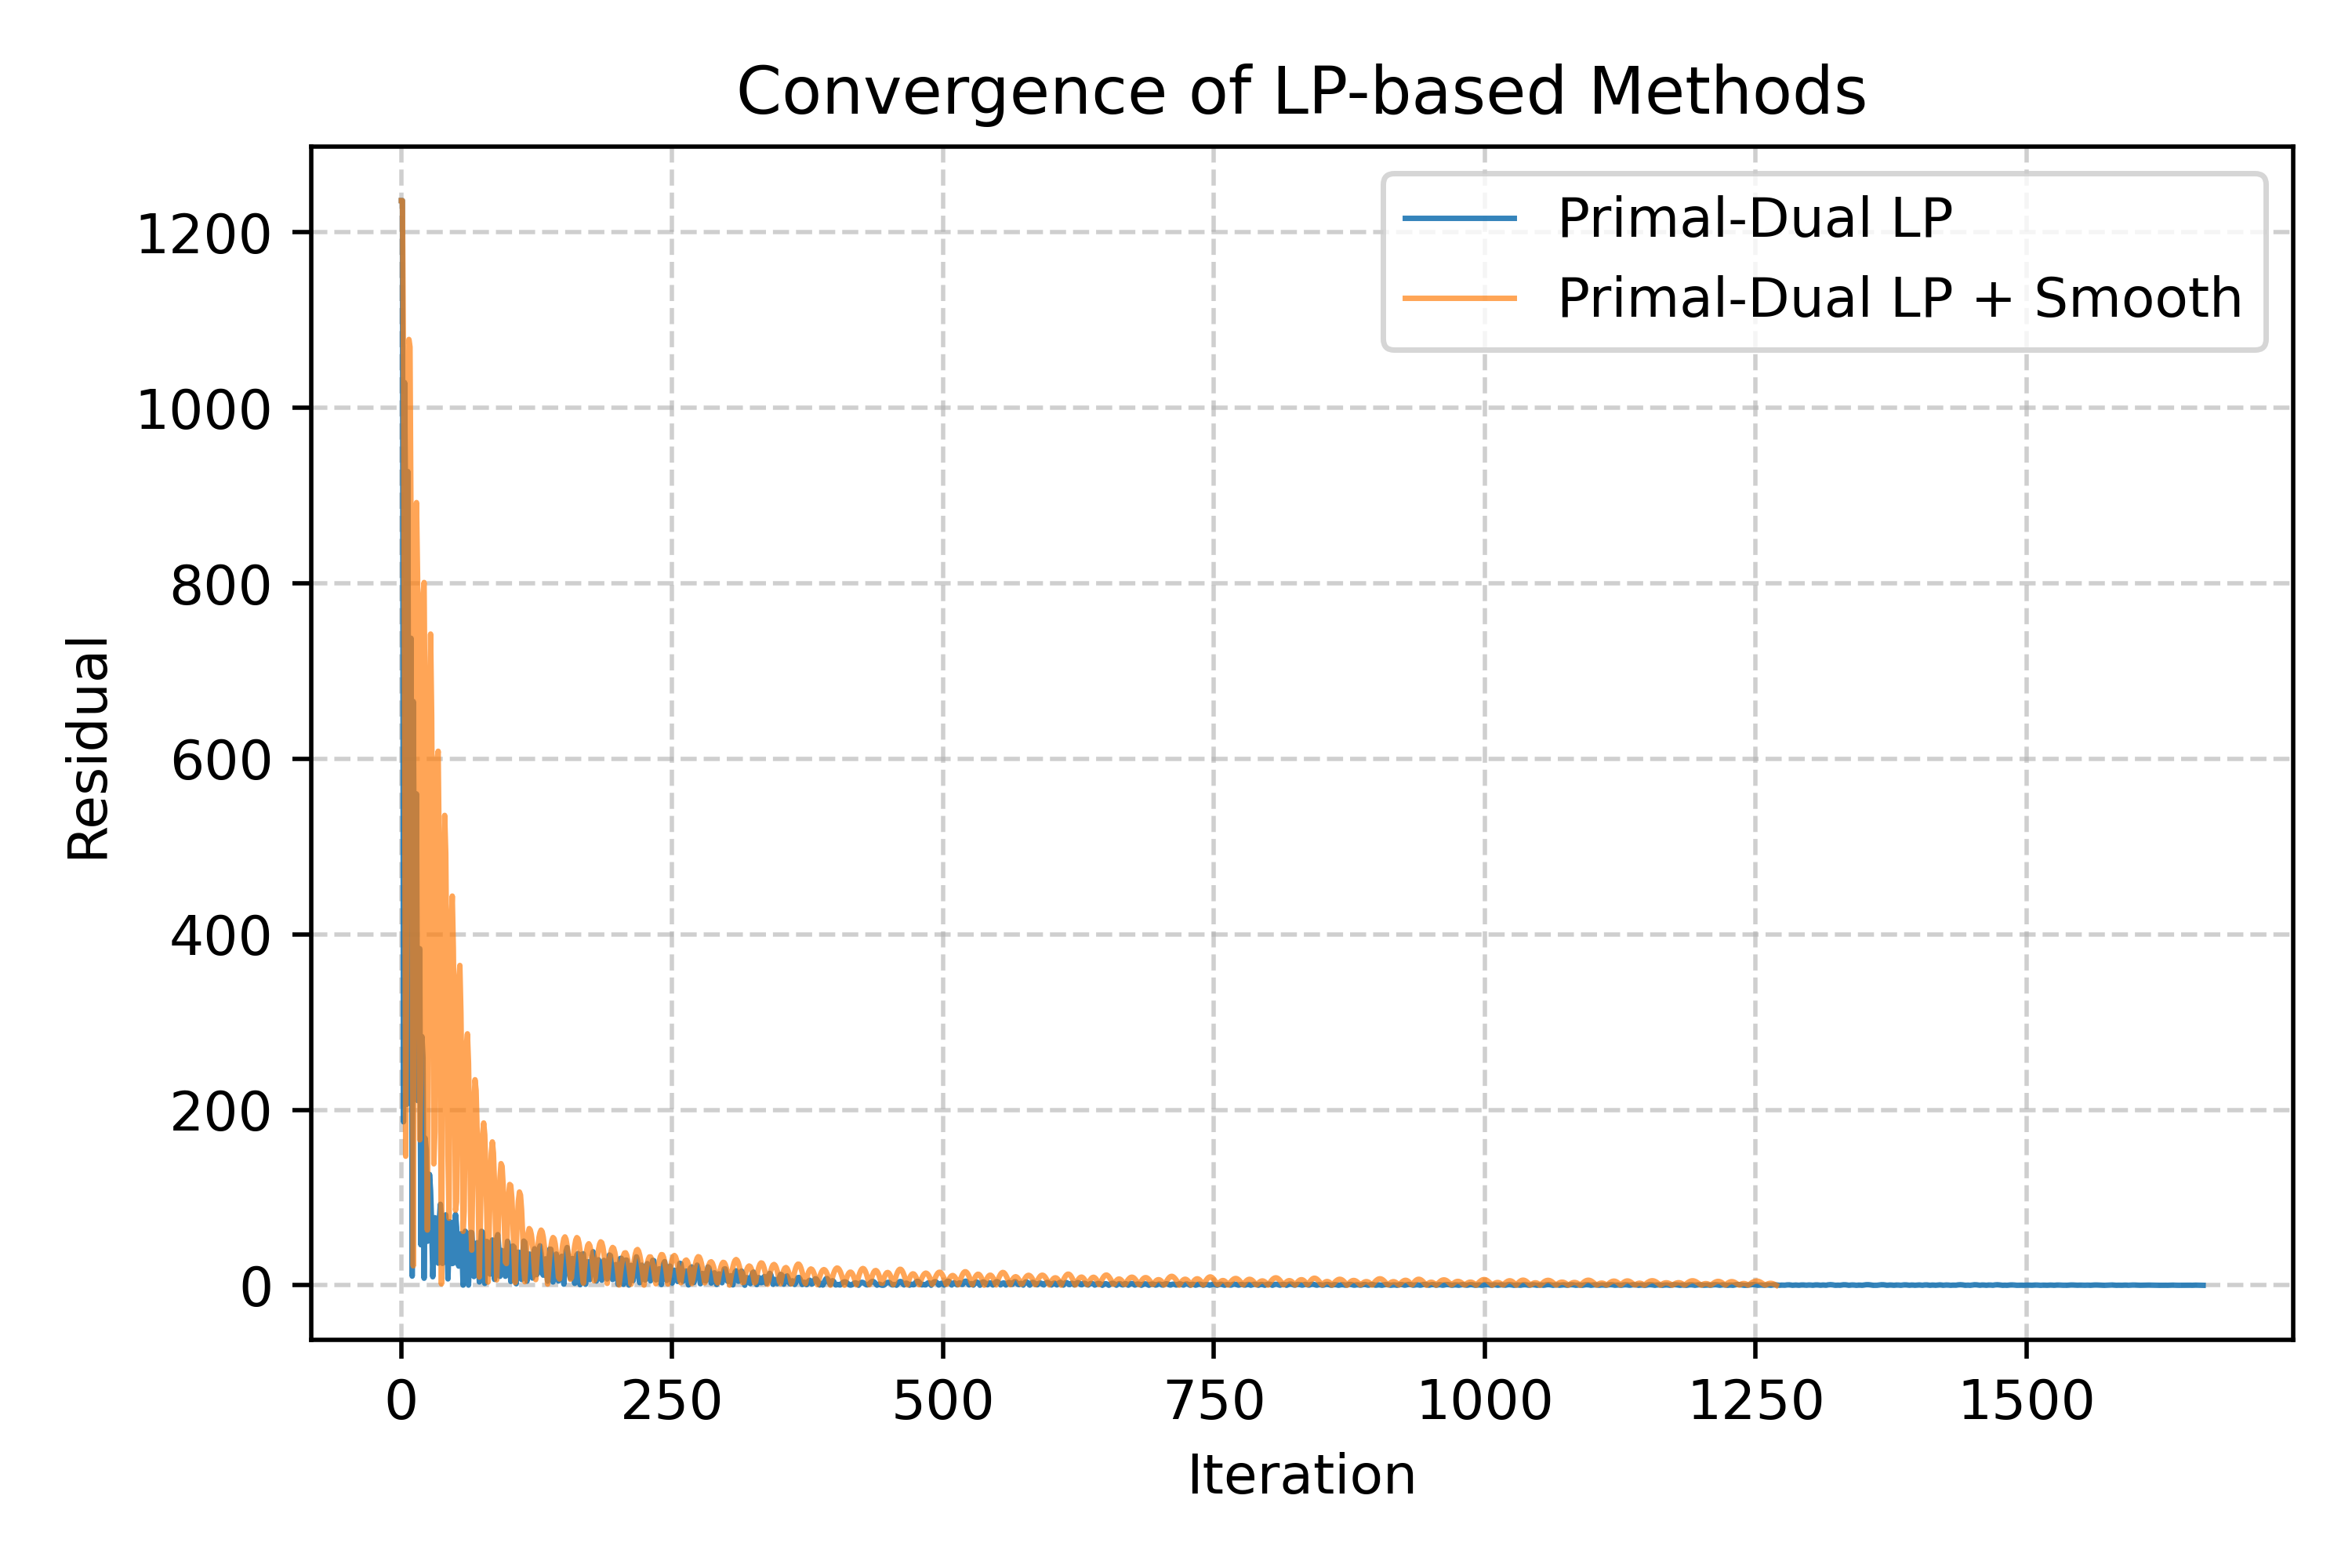 Convergence of LP-based Methods
Primal-Dual LP
Primal-Dual LP + Smooth
1200
1000
800
600
400
200
0
Residual
0 250 500 750 1000 1250 1500
Iteration